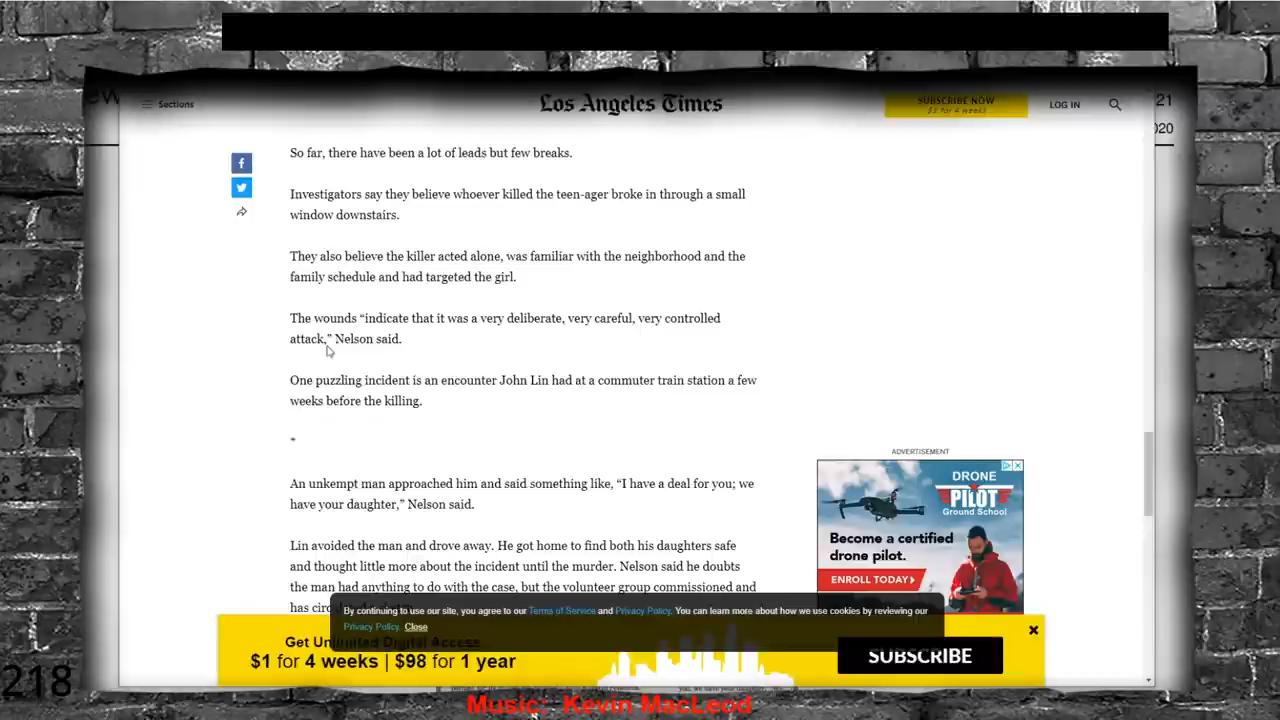 21
2020
Sections
Los Angeles Times
SUBSCRIBE NOW
$1 for 4 weeks
LOG IN
So far, there have been a lot of leads but few breaks.
Investigators say they believe whoever killed the teen-ager broke in through a small
window downstairs.
They also believe the killer acted alone, was familiar with the neighborhood and the
family schedule and had targeted the girl.
The wounds “indicate that it was a very deliberate, very careful, very controlled
attack,” Nelson said.
One puzzling incident is an encounter John Lin had at a commuter train station a few
weeks before the killing.
*
An unkempt man approached him and said something like, “I have a deal for you; we
have your daughter,” Nelson said.
Lin avoided the man and drove away. He got home to find both his daughters safe
and thought little more about the incident until the murder. Nelson said he doubts
the man had anything to do with the case, but the volunteer group commissioned and
has
ADVERTISEMENT
DRONE
PILOT
Ground School
Become a certified
drone pilot.
ENROLL TODAY
By continuing to use our site, you agree to our Terms of Service and Privacy Policy. You can learn more about how we use cookies by reviewing our
Privacy Policy. Close
Get Unlimited Digital Access
$1 for 4 weeks | $98 for 1 year
SUBSCRIBE
218
Music: Kevin MacLeod